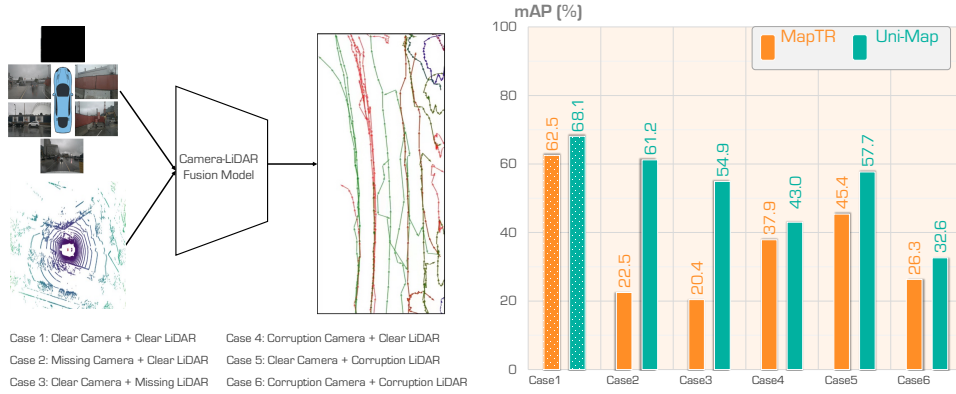 Camera-LiDAR
Fusion Model
Case 1: Clear Camera + Clear LiDAR
Case 2: Missing Camera + Clear LiDAR
Case 3: Clear Camera + Missing LiDAR
Case 4: Corruption Camera + Clear LiDAR
Case 5: Clear Camera + Corruption LiDAR
Case 6: Corruption Camera + Corruption LiDAR
mAP (%)
MapTR
Uni-Map
100
80
60
40
20
0
62.5
68.1
22.5
61.2
20.4
54.9
37.9
43.0
45.4
57.7
26.3
32.6
Case1
Case2
Case3
Case4
Case5
Case6